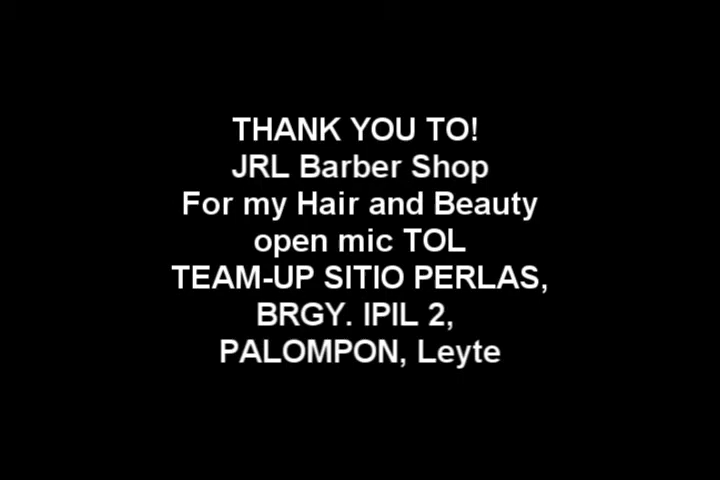 THANK YOU TO!
JRL Barber Shop
For my Hair and Beauty
open mic TOL
TEAM-UP SITIO PERLAS,
BRGY. IPIL 2,
PALOMPON, Leyte